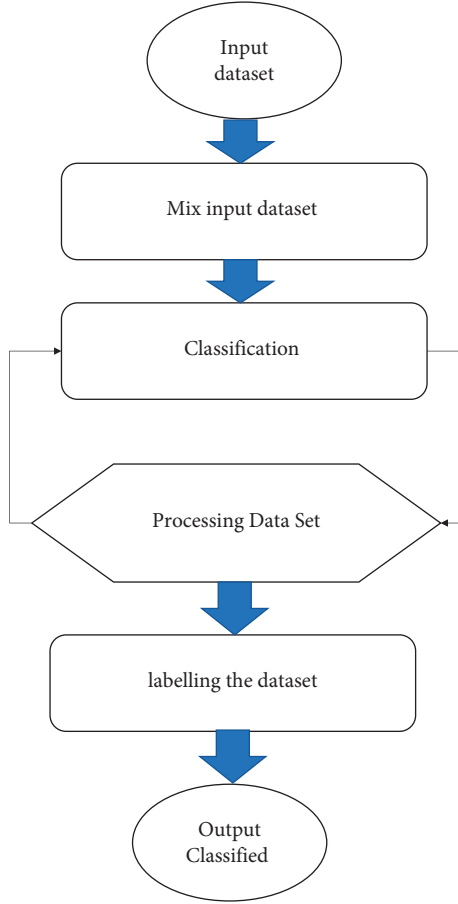 Input
dataset
Mix input dataset
Classification
Processing Data Set
labelling the dataset
Output
Classified